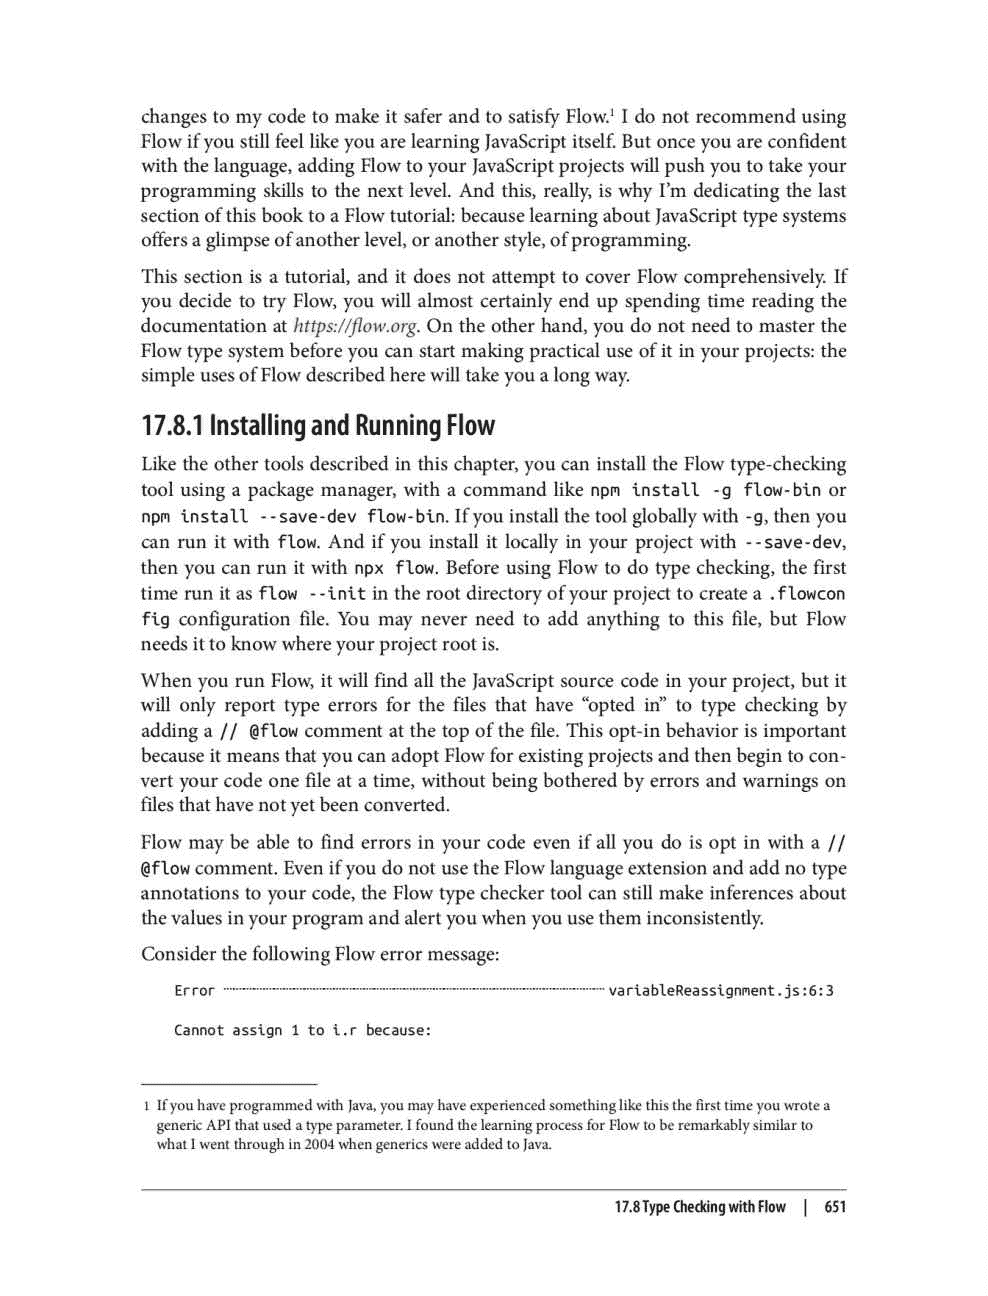 changes to my code to make it safer and to satisfy Flow.1 I do not recommend using
Flow if you still feel like you are learning JavaScript itself. But once you are confident
with the language, adding Flow to your JavaScript projects will push you to take your
programming skills to the next level. And this, really, is why I’m dedicating the last
section of this book to a Flow tutorial: because learning about JavaScript type systems
offers a glimpse of another level, or another style, of programming.
This section is a tutorial, and it does not attempt to cover Flow comprehensively. If
you decide to try Flow, you will almost certainly end up spending time reading the
documentation at https://flow.org. On the other hand, you do not need to master the
Flow type system before you can start making practical use of it in your projects: the
simple uses of Flow described here will take you a long way.
17.8.1 Installing and Running Flow
Like the other tools described in this chapter, you can install the Flow type-checking
tool using a package manager, with a command like npm install -g flow-bin or
npm install --save-dev flow-bin. If you install the tool globally with -g, then you
can run it with flow. And if you install it locally in your project with --save-dev,
then you can run it with npx flow. Before using Flow to do type checking, the first
time run it as flow --init in the root directory of your project to create a .flowcon
fig configuration file. You may never need to add anything to this file, but Flow
needs it to know where your project root is.
When you run Flow, it will find all the JavaScript source code in your project, but it
will only report type errors for the files that have “opted in” to type checking by
adding a // @flow comment at the top of the file. This opt-in behavior is important
because it means that you can adopt Flow for existing projects and then begin to con-
vert your code one file at a time, without being bothered by errors and warnings on
files that have not yet been converted.
Flow may be able to find errors in your code even if all you do is opt in with a //
@flow comment. Even if you do not use the Flow language extension and add no type
annotations to your code, the Flow type checker tool can still make inferences about
the values in your program and alert you when you use them inconsistently.
Consider the following Flow error message:
Error ┈┈┈┈┈┈┈┈┈┈┈┈┈┈┈┈┈┈┈┈┈┈┈┈┈┈┈┈┈┈┈┈┈┈┈┈┈┈┈┈┈┈┈┈┈┈┈ variableReassignment.js:6:3
Cannot assign 1 to i.r because:
1 If you have programmed with Java, you may have experienced something like this the first time you wrote a
generic API that used a type parameter. I found the learning process for Flow to be remarkably similar to
what I went through in 2004 when generics were added to Java.
17.8 Type Checking with Flow | 651